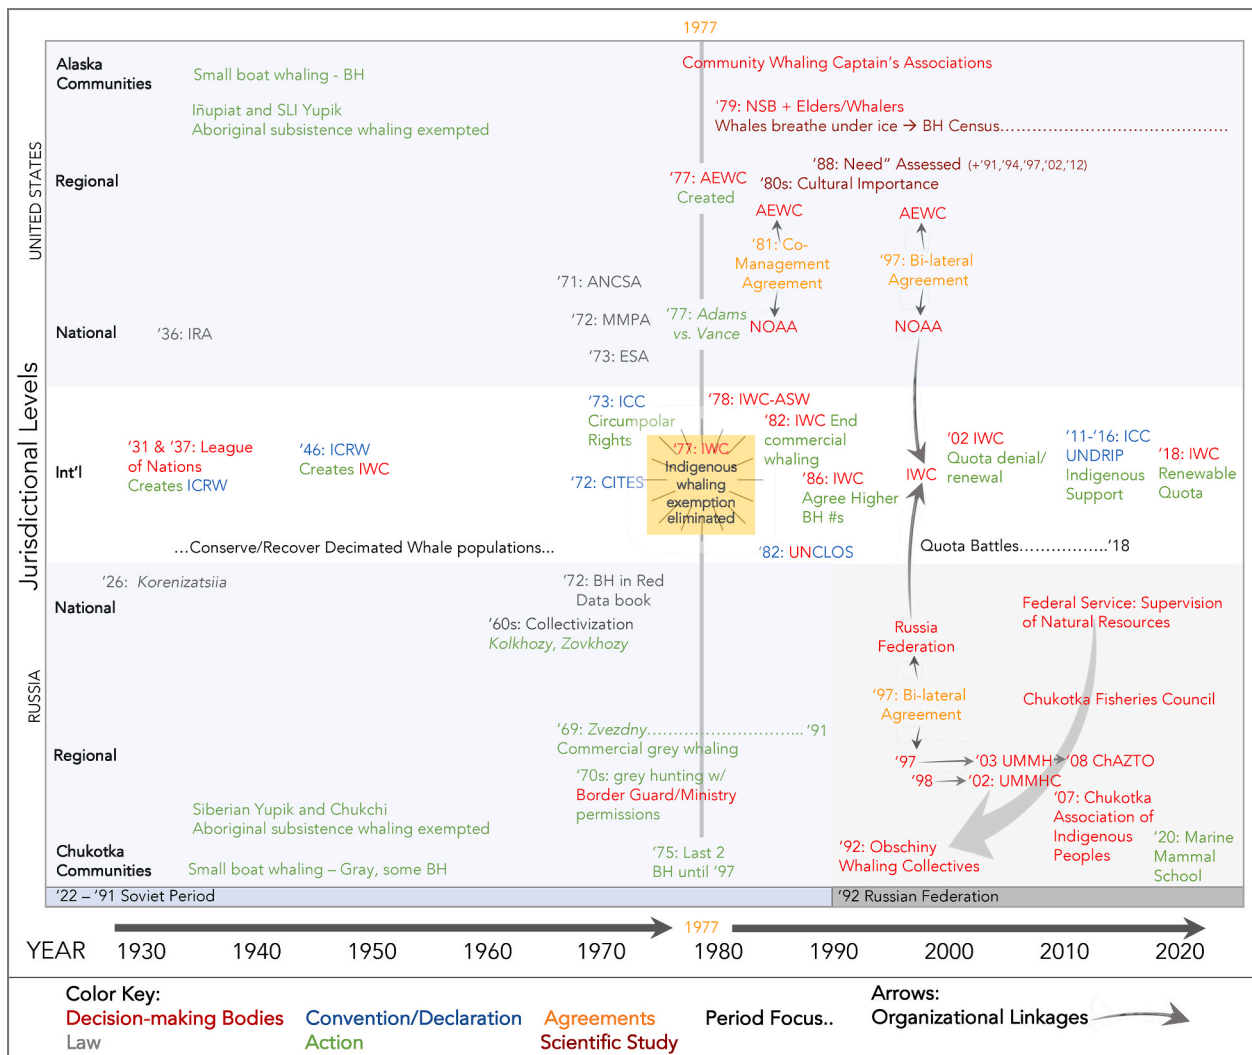 1977
Alaska
Communities
Small boat whaling - BH
Iñupiat and SLI Yupik
Aboriginal subsistence whaling exempted
Community Whaling Captain's Associations
'79: NSB + Elders/Whalers
Whales breathe under ice → BH Census……………………………………
UNITED STATES
Regional
'77: AEWC
Created
'88: Need" Assessed (+'91,'94,'97,'02,'12)
'80s: Cultural Importance
AEWC
'81: Co-
Management
Agreement
NOAA
AEWC
'97: Bi-lateral
Agreement
NOAA
'71: ANCSA
'72: MMPA
'73: ESA
'77: Adams
vs. Vance
National
'36: IRA
Jurisdictional Levels
Int'l
'31 & '37: League
of Nations
Creates ICRW
'46: ICRW
Creates IWC
'73: ICC
Circumpolar
Rights
'72: CITES
'77: IWC
Indigenous
whaling
exemption
eliminated
'78: IWC-ASW
'82: IWC End
commercial
whaling
'86: IWC
Agree Higher
BH #s
'82: UNCLOS
IWC
'02 IWC
Quota denial/
renewal
'11-'16: ICC
UNDRIP
Indigenous
Support
'18: IWC
Renewable
Quota
…Conserve/Recover Decimated Whale populations...
Quota Battles……………..'18
RUSSIA
National
'26: Korenizatsiia
'72: BH in Red
Data book
'60s: Collectivization
Kolkhozy, Zovkhozy
Russia
Federation
'97: Bi-lateral
Agreement
Federal Service: Supervision
of Natural Resources
Chukotka Fisheries Council
Regional
'69: Zvezdny……………………….. '91
Commercial grey whaling
'70s: grey hunting w/
Border Guard/Ministry
permissions
'97
'03 UMMH
'08 ChAZTO
'98
'02: UMMHC
'07: Chukotka
Association of
Indigenous
Peoples
Siberian Yupik and Chukchi
Aboriginal subsistence whaling exempted
Chukotka
Communities
Small boat whaling – Gray, some BH
'75: Last 2
BH until '97
'92: Obschiny
Whaling Collectives
'20: Marine
Mammal
School
'22 – '91 Soviet Period
'92 Russian Federation
1977
YEAR 1930 1940 1950 1960 1970 1980 1990 2000 2010 2020
Color Key:
Decision-making Bodies
Convention/Declaration
Agreements
Period Focus..
Law
Action
Scientific Study
Arrows:
Organizational Linkages